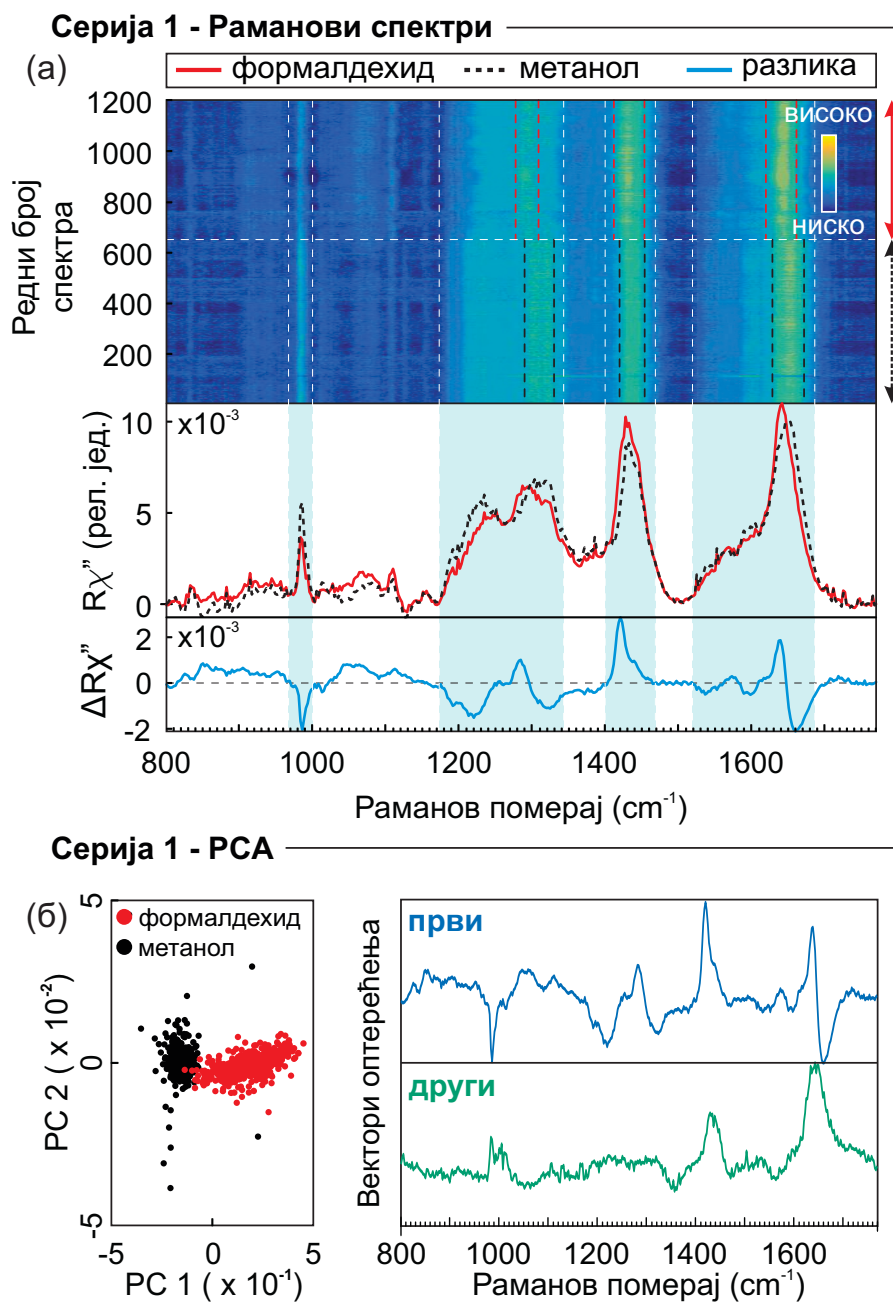 Серија 1 - Раманови спектри
(а)
формалдехид метанол разлика
1200
1000
800
600
400
200
Редни број
спектра
високо
ниско
x10⁻³
10
5
0
Rχ” (рел. јед.)
x10⁻³
2
0
-2
ΔRχ”
800 1000 1200 1400 1600
Раманов померај (cm⁻¹)
Серија 1 - PCA
(б)
5
0
-5
PC 2 ( x 10⁻²)
формалдехид
метанол
-5 0 5
PC 1 ( x 10⁻¹)
Вектори оптерећења
први
други
800 1000 1200 1400 1600
Раманов померај (cm⁻¹)